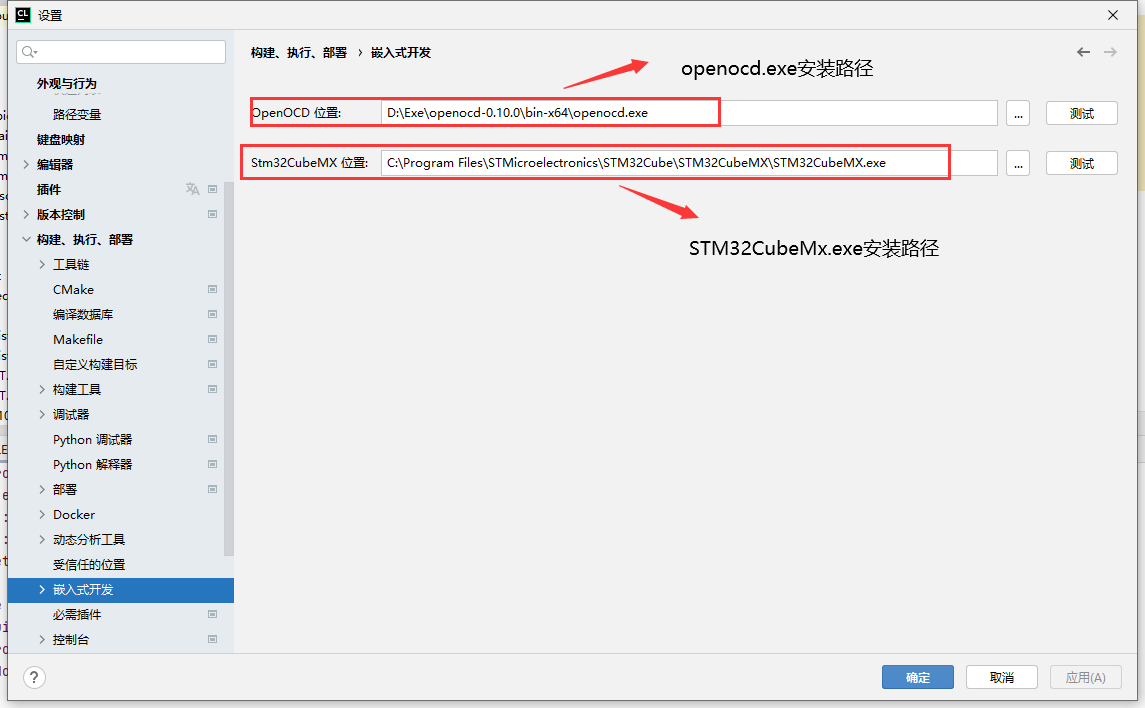 设置
外观与行为
路径变量
键盘映射
编辑器
插件
版本控制
构建、执行、部署
工具链
CMake
编译数据库
Makefile
自定义构建目标
构建工具
调试器
Python 调试器
Python 解释器
部署
Docker
动态分析工具
受信任的位置
嵌入式开发
必需插件
控制台
构建、执行、部署 › 嵌入式开发
openocd.exe安装路径
OpenOCD 位置: D:\Exe\openocd-0.10.0\bin-x64\openocd.exe ... 测试
Stm32CubeMX 位置: C:\Program Files\STMicroelectronics\STM32Cube\STM32CubeMX\STM32CubeMX.exe ... 测试
STM32CubeMx.exe安装路径
? 确定 取消 应用(A)